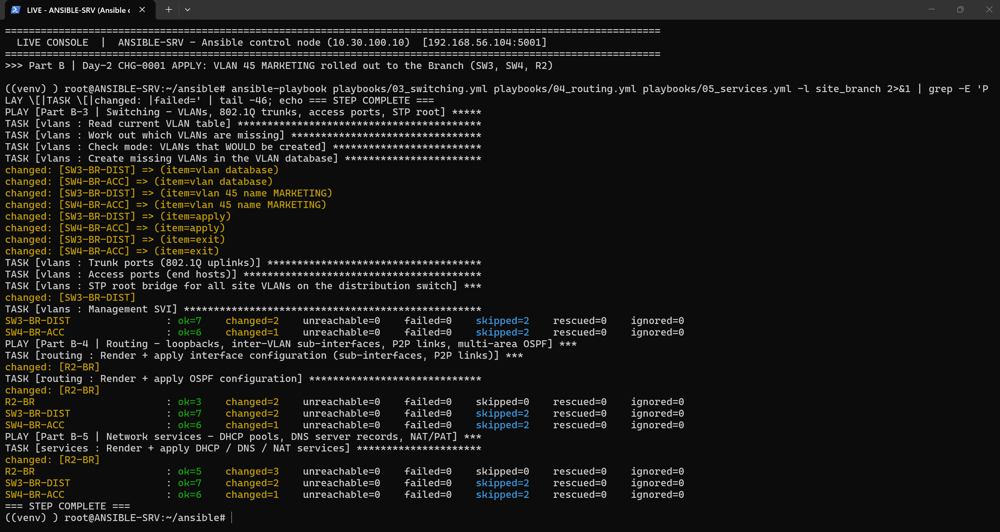 LIVE - ANSIBLE-SRV (Ansible c
==============================================================================================================
  LIVE CONSOLE  |  ANSIBLE-SRV - Ansible control node (10.30.100.10)  [192.168.56.104:5001]
==============================================================================================================
>>> Part B | Day-2 CHG-0001 APPLY: VLAN 45 MARKETING rolled out to the Branch (SW3, SW4, R2)
((venv) ) root@ANSIBLE-SRV:~/ansible# ansible-playbook playbooks/03_switching.yml playbooks/04_routing.yml playbooks/05_services.yml -l site_branch 2>&1 | grep -E 'P
LAY \[|TASK \[|changed: |failed=' | tail -46; echo === STEP COMPLETE ===
PLAY [Part B-3 | Switching - VLANs, 802.1Q trunks, access ports, STP root] *****
TASK [vlans : Read current VLAN table] *****************************************
TASK [vlans : Work out which VLANs are missing] ********************************
TASK [vlans : Check mode: VLANs that WOULD be created] *************************
TASK [vlans : Create missing VLANs in the VLAN database] ***********************
changed: [SW3-BR-DIST] => (item=vlan database)
changed: [SW4-BR-ACC] => (item=vlan database)
changed: [SW3-BR-DIST] => (item=vlan 45 name MARKETING)
changed: [SW4-BR-ACC] => (item=vlan 45 name MARKETING)
changed: [SW3-BR-DIST] => (item=apply)
changed: [SW4-BR-ACC] => (item=apply)
changed: [SW3-BR-DIST] => (item=exit)
changed: [SW4-BR-ACC] => (item=exit)
TASK [vlans : Trunk ports (802.1Q uplinks)] ************************************
TASK [vlans : Access ports (end hosts)] ****************************************
TASK [vlans : STP root bridge for all site VLANs on the distribution switch] ***
changed: [SW3-BR-DIST]
TASK [vlans : Management SVI] **************************************************
SW3-BR-DIST                : ok=7    changed=2    unreachable=0    failed=0    skipped=2    rescued=0    ignored=0
SW4-BR-ACC                 : ok=6    changed=1    unreachable=0    failed=0    skipped=2    rescued=0    ignored=0
PLAY [Part B-4 | Routing - loopbacks, inter-VLAN sub-interfaces, P2P links, multi-area OSPF] ***
TASK [routing : Render + apply interface configuration (sub-interfaces, P2P links)] ***
changed: [R2-BR]
TASK [routing : Render + apply OSPF configuration] *****************************
changed: [R2-BR]
R2-BR                      : ok=3    changed=2    unreachable=0    failed=0    skipped=0    rescued=0    ignored=0
SW3-BR-DIST                : ok=7    changed=2    unreachable=0    failed=0    skipped=2    rescued=0    ignored=0
SW4-BR-ACC                 : ok=6    changed=1    unreachable=0    failed=0    skipped=2    rescued=0    ignored=0
PLAY [Part B-5 | Network services - DHCP pools, DNS server records, NAT/PAT] ***
TASK [services : Render + apply DHCP / DNS / NAT services] *********************
changed: [R2-BR]
R2-BR                      : ok=5    changed=3    unreachable=0    failed=0    skipped=0    rescued=0    ignored=0
SW3-BR-DIST                : ok=7    changed=2    unreachable=0    failed=0    skipped=2    rescued=0    ignored=0
SW4-BR-ACC                 : ok=6    changed=1    unreachable=0    failed=0    skipped=2    rescued=0    ignored=0
=== STEP COMPLETE ===
((venv) ) root@ANSIBLE-SRV:~/ansible#